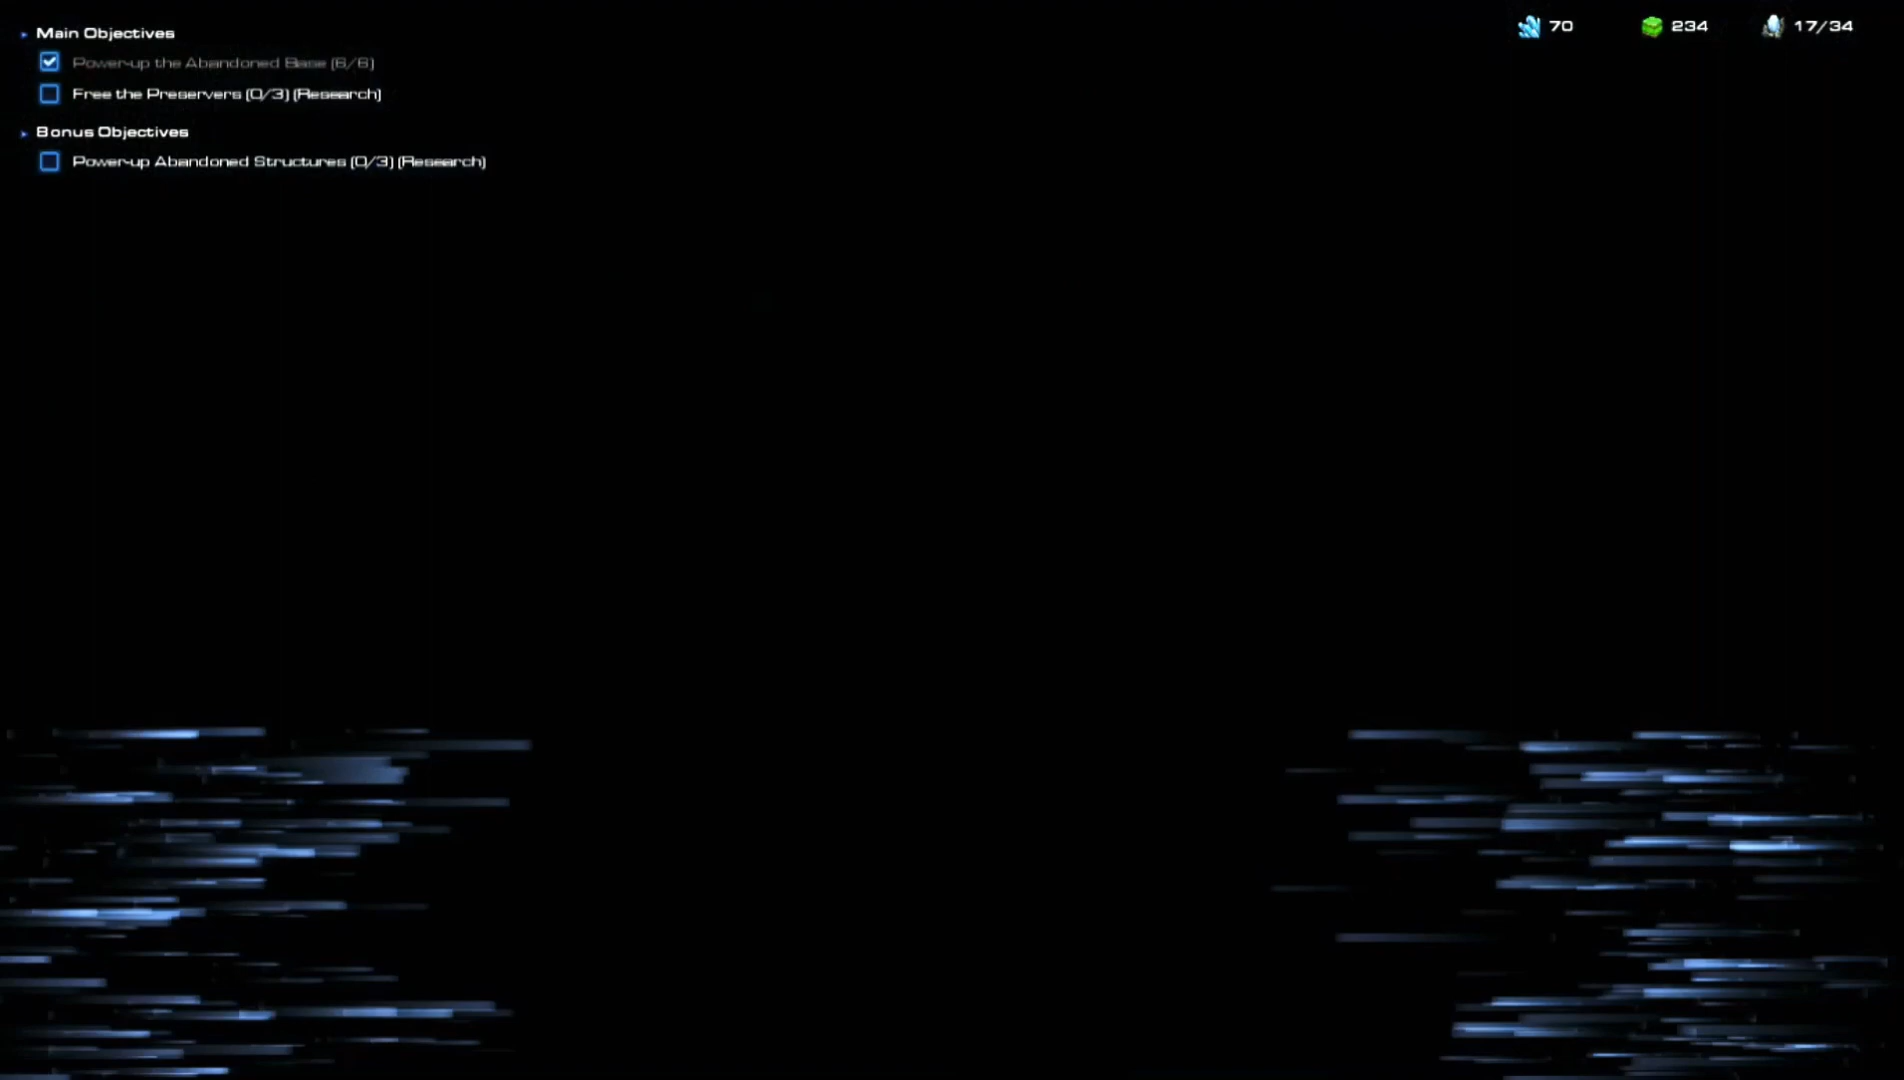 Main Objectives
Power-up the Abandoned Base (6/6)
Free the Preservers (0/3) (Research)
Bonus Objectives
Power-up Abandoned Structures (0/3) (Research)
70
234
17/34